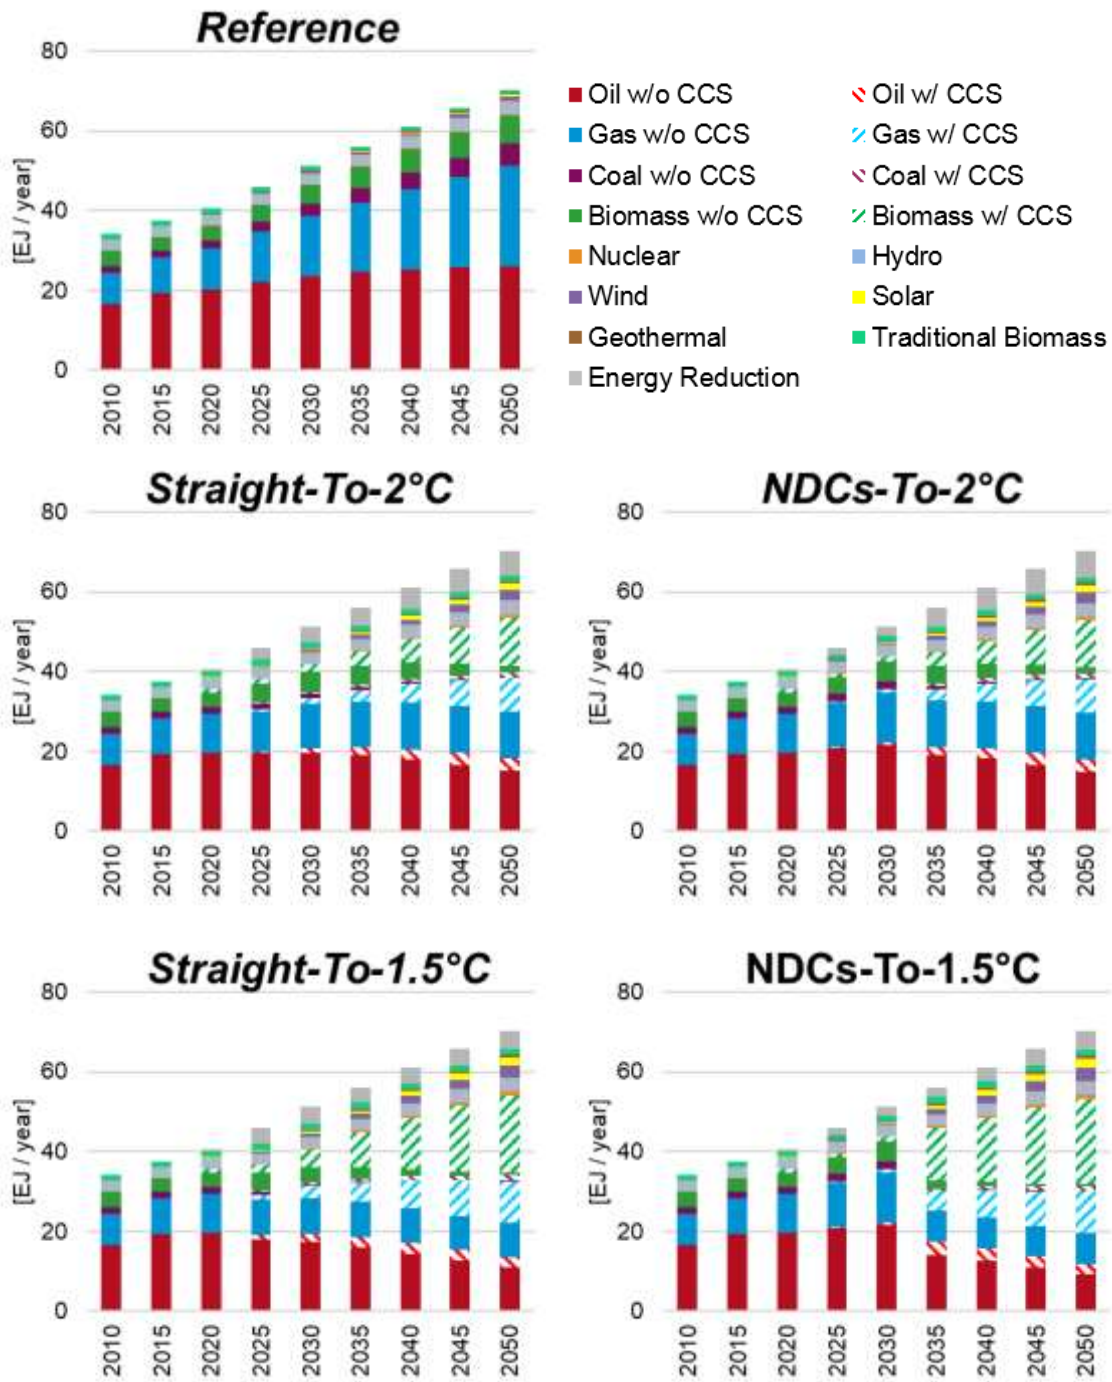 Reference
[EJ / year]
80
60
40
20
0
2010 2015 2020 2025 2030 2035 2040 2045 2050
Oil w/o CCS Oil w/ CCS
Gas w/o CCS Gas w/ CCS
Coal w/o CCS Coal w/ CCS
Biomass w/o CCS Biomass w/ CCS
Nuclear Hydro
Wind Solar
Geothermal Traditional Biomass
Energy Reduction
Straight-To-2°C
[EJ / year]
80
60
40
20
0
2010 2015 2020 2025 2030 2035 2040 2045 2050
NDCs-To-2°C
[EJ / year]
80
60
40
20
0
2010 2015 2020 2025 2030 2035 2040 2045 2050
Straight-To-1.5°C
[EJ / year]
80
60
40
20
0
2010 2015 2020 2025 2030 2035 2040 2045 2050
NDCs-To-1.5°C
[EJ / year]
80
60
40
20
0
2010 2015 2020 2025 2030 2035 2040 2045 2050